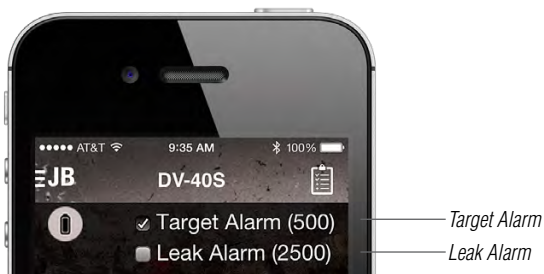 AT&T 9:35 AM 100%
JB DV-40S
Target Alarm (500) Target Alarm
Leak Alarm (2500) Leak Alarm